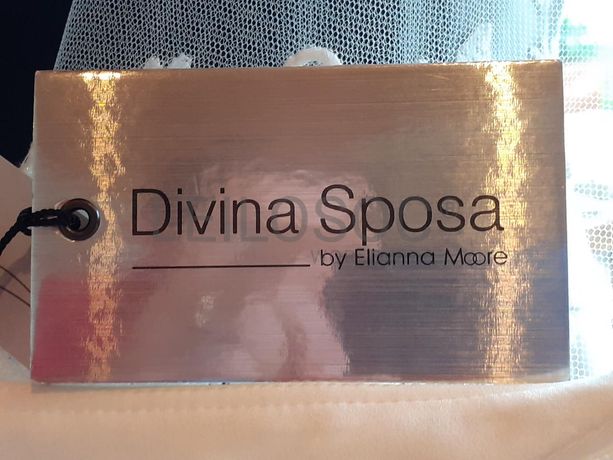 Divina Sposa
by Elianna Moore